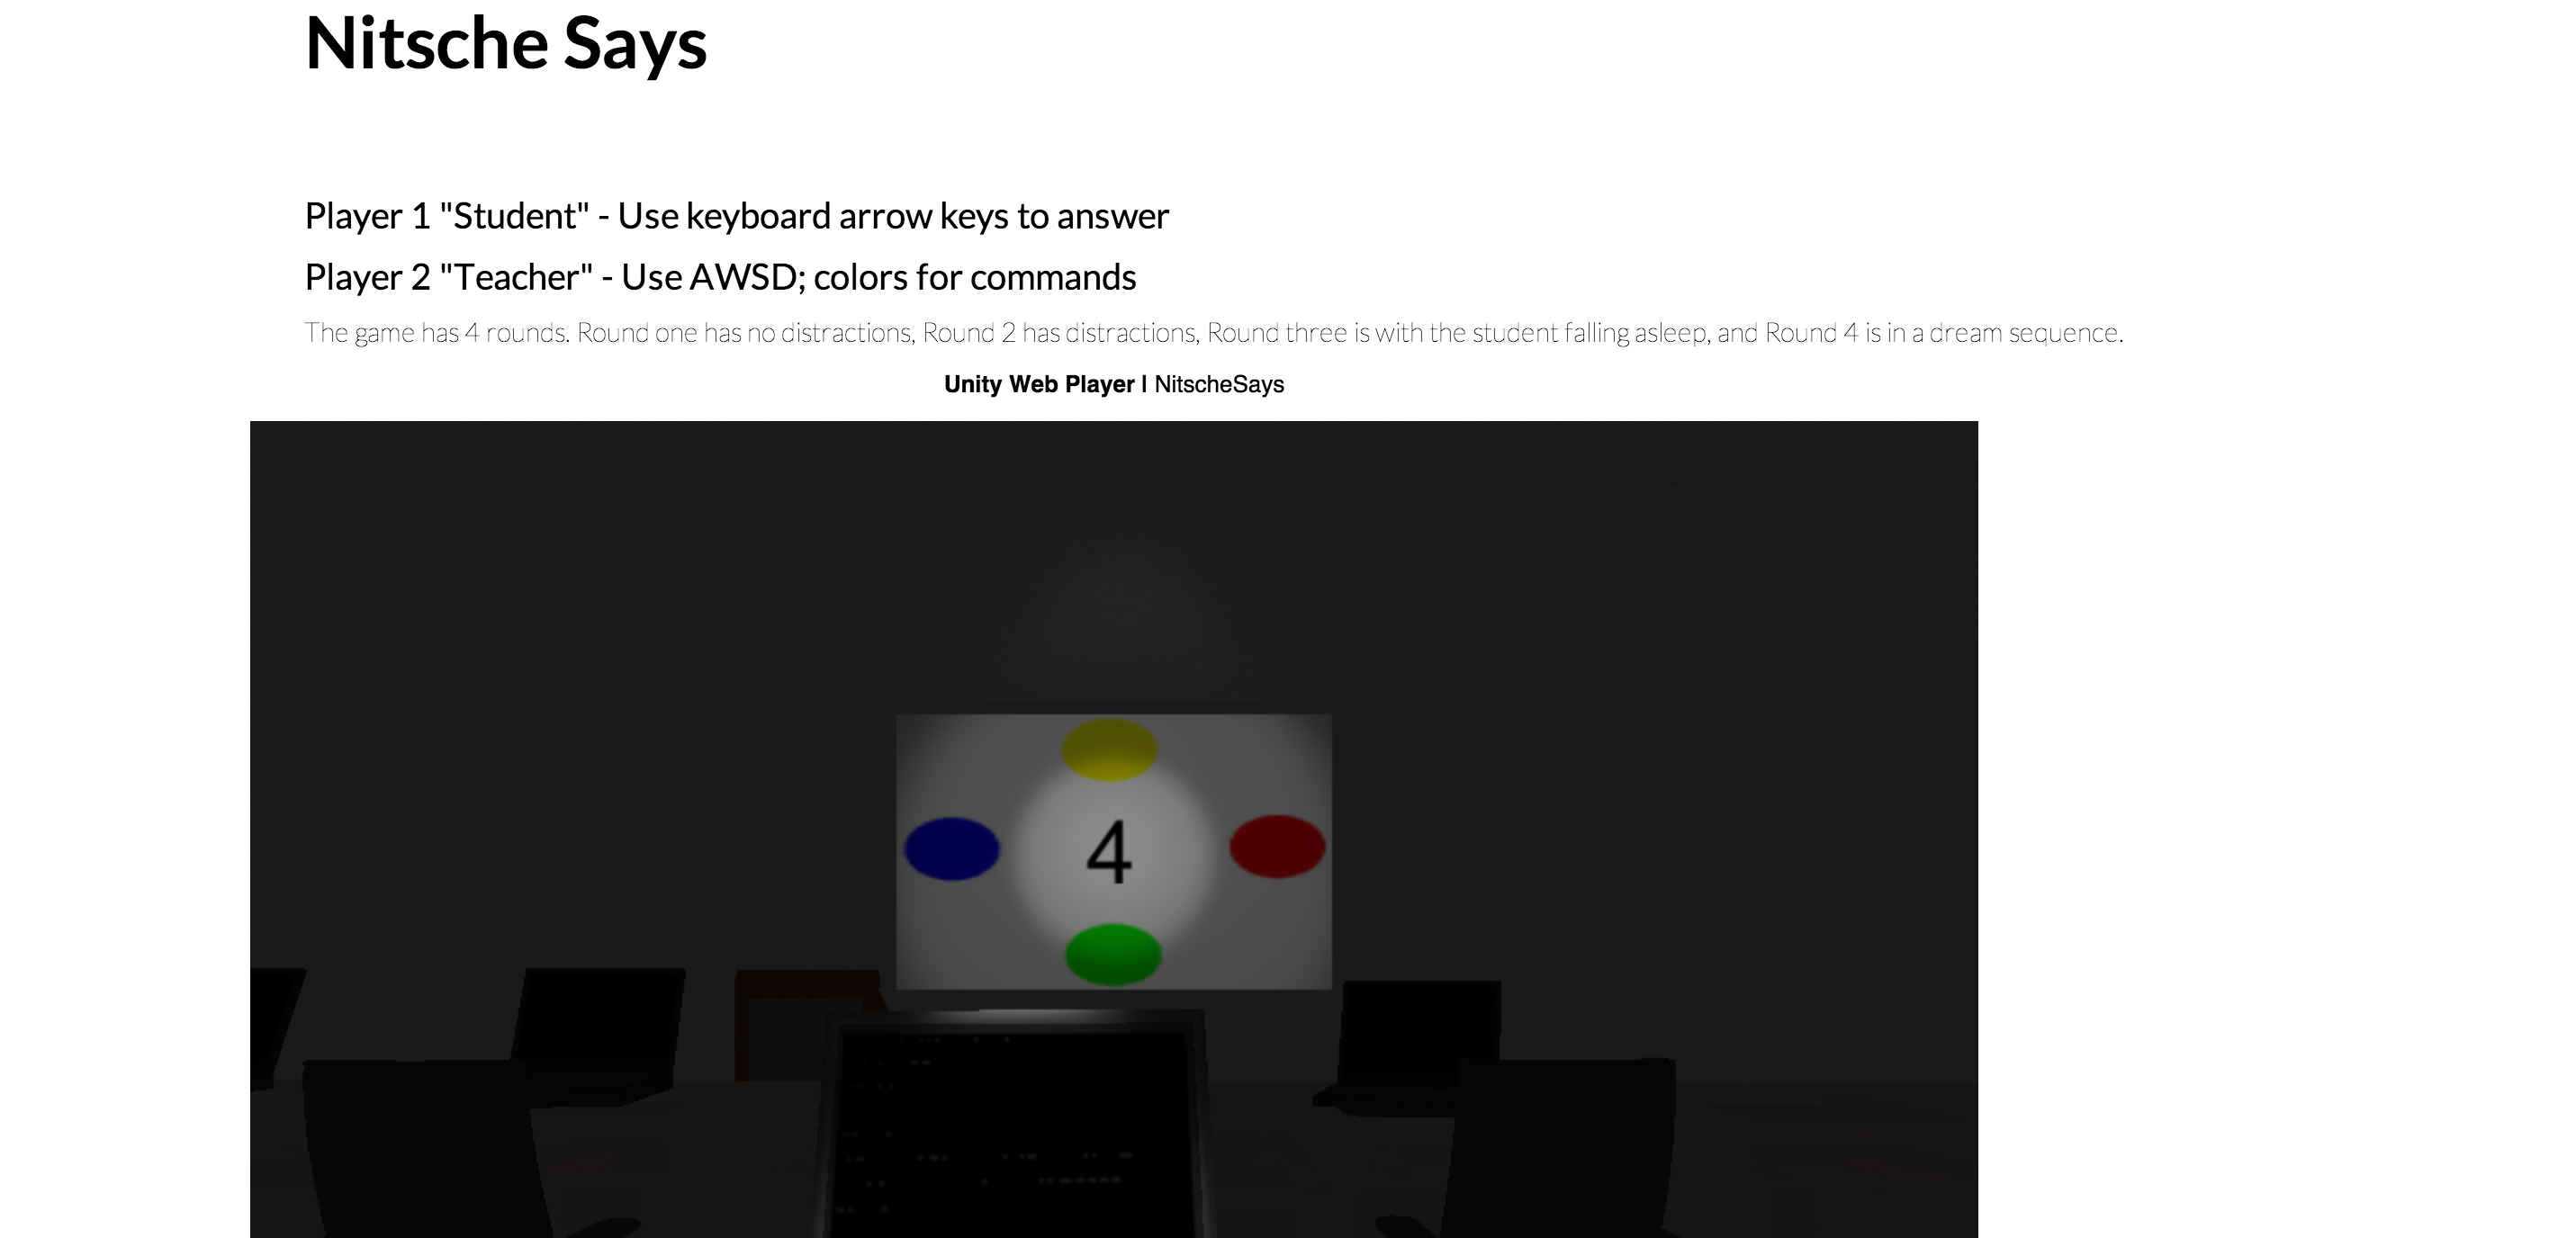 Nitsche Says
Player 1 "Student" - Use keyboard arrow keys to answer
Player 2 "Teacher" - Use AWSD; colors for commands
The game has 4 rounds. Round one has no distractions, Round 2 has distractions, Round three is with the student falling asleep, and Round 4 is in a dream sequence.
Unity Web Player | NitscheSays
4